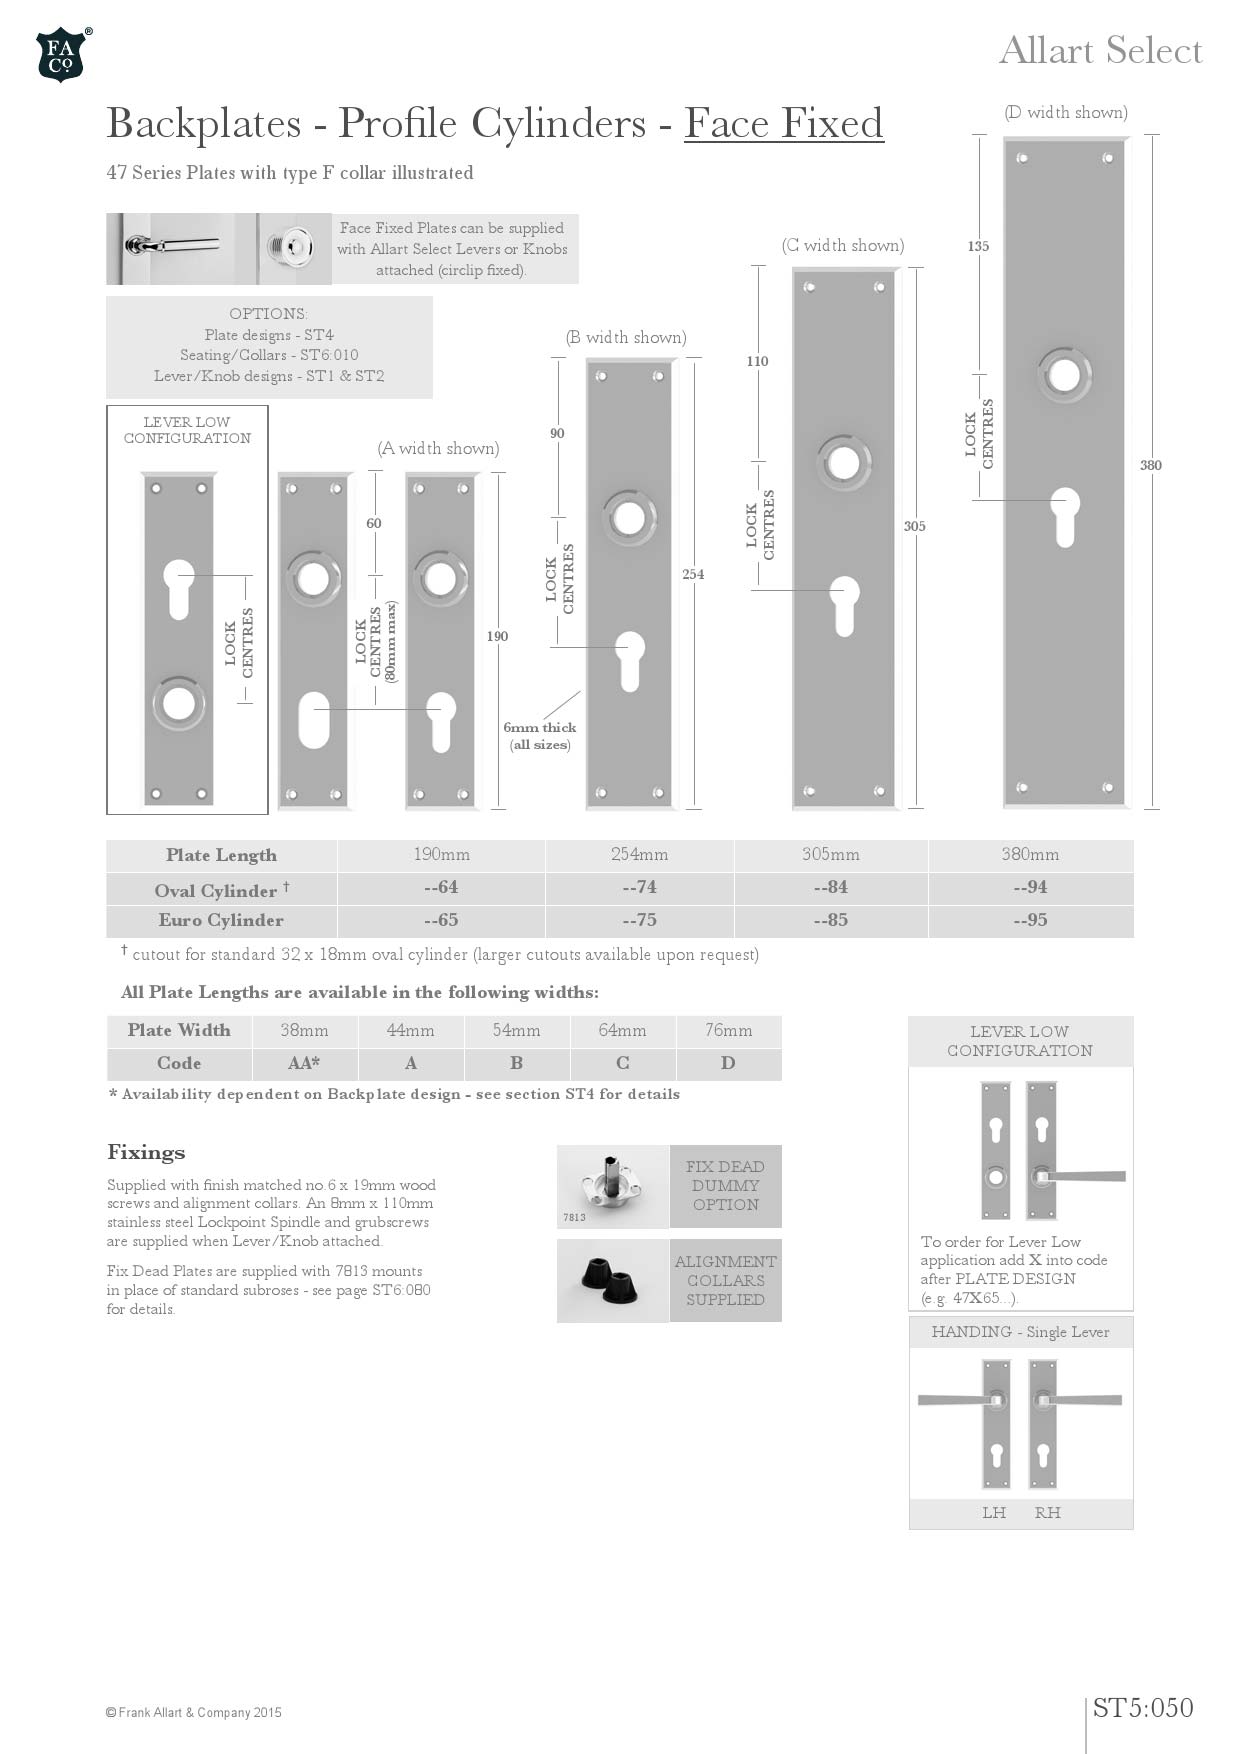 FA
Co.
®
Allart Select
Backplates - Profile Cylinders - Face Fixed
47 Series Plates with type F collar illustrated
Face Fixed Plates can be supplied
with Allart Select Levers or Knobs
attached (circlip fixed).
OPTIONS:
Plate designs - ST4
Seating/Collars - ST6:010
Lever/Knob designs - ST1 & ST2
LEVER LOW
CONFIGURATION
LOCK
CENTRES
(A width shown)
60
LOCK
CENTRES
(80mm max)
190
(B width shown)
90
LOCK
CENTRES
254
6mm thick
(all sizes)
(C width shown)
110
LOCK
CENTRES
305
(D width shown)
135
LOCK
CENTRES
380
Plate Length 190mm 254mm 305mm 380mm
Oval Cylinder † --64 --74 --84 --94
Euro Cylinder --65 --75 --85 --95
† cutout for standard 32 x 18mm oval cylinder (larger cutouts available upon request)
All Plate Lengths are available in the following widths:
Plate Width 38mm 44mm 54mm 64mm 76mm
Code AA* A B C D
* Availability dependent on Backplate design - see section ST4 for details
Fixings
Supplied with finish matched no.6 x 19mm wood
screws and alignment collars. An 8mm x 110mm
stainless steel Lockpoint Spindle and grubscrews
are supplied when Lever/Knob attached.
Fix Dead Plates are supplied with 7813 mounts
in place of standard subroses - see page ST6:080
for details.
7813
FIX DEAD
DUMMY
OPTION
ALIGNMENT
COLLARS
SUPPLIED
LEVER LOW
CONFIGURATION
To order for Lever Low
application add X into code
after PLATE DESIGN
(e.g. 47X65...).
HANDING - Single Lever
LH RH
© Frank Allart & Company 2015
ST5:050